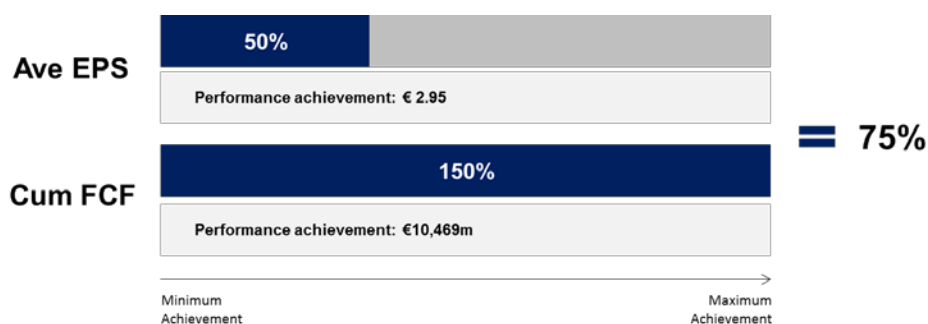 50%
Ave EPS
Performance achievement: € 2.95
= 75%
150%
Cum FCF
Performance achievement: €10,469m
Minimum Achievement
Maximum Achievement